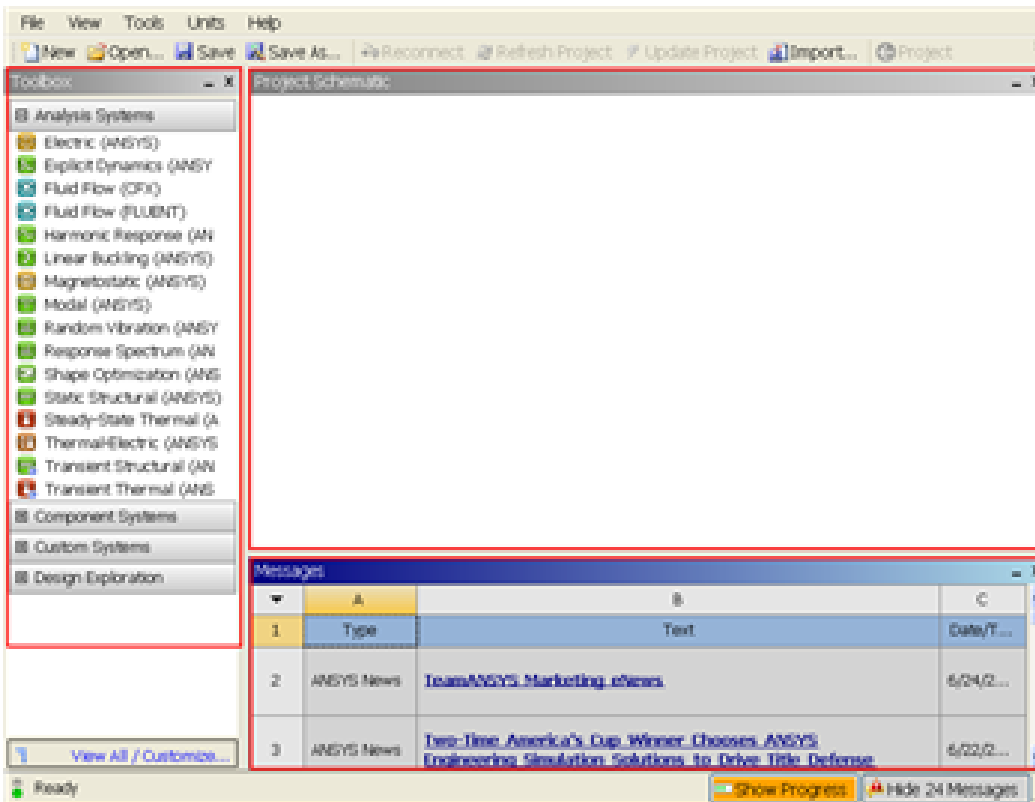 File View Tools Units Help
New Open... Save Save As... Reconnect Refresh Project Update Project Import... Project
Toolbox
Analysis Systems
Electric (ANSYS)
Explicit Dynamics (ANSY
Fluid Flow (CFX)
Fluid Flow (FLUENT)
Harmonic Response (AN
Linear Buckling (ANSYS)
Magnetostatic (ANSYS)
Modal (ANSYS)
Random Vibration (ANSY
Response Spectrum (AN
Shape Optimization (ANS
Static Structural (ANSYS)
Steady-State Thermal (A
Thermal-Electric (ANSYS
Transient Structural (AN
Transient Thermal (ANS
Component Systems
Custom Systems
Design Exploration
View All / Customize...
Project Schematic
Messages
A B C
1 Type Text Date/T...
2 ANSYS News TeamANSYS Marketing eNews 6/24/2...
3 ANSYS News Two-Time America's Cup Winner Chooses ANSYS
Engineering Simulation Solutions to Drive Title Defense 6/22/2...
Ready Show Progress Hide 24 Messages